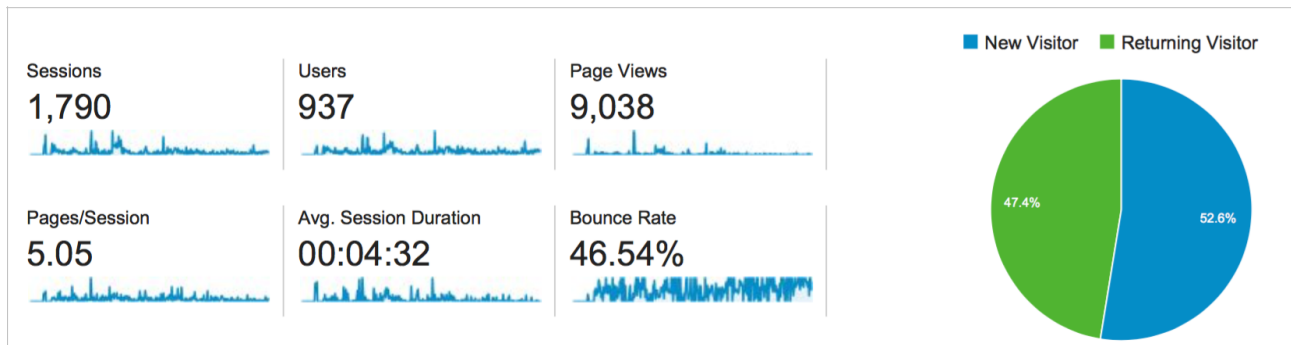 New Visitor Returning Visitor
Sessions Users Page Views
1,790 937 9,038
Pages/Session Avg. Session Duration Bounce Rate
5.05 00:04:32 46.54%
47.4% 52.6%